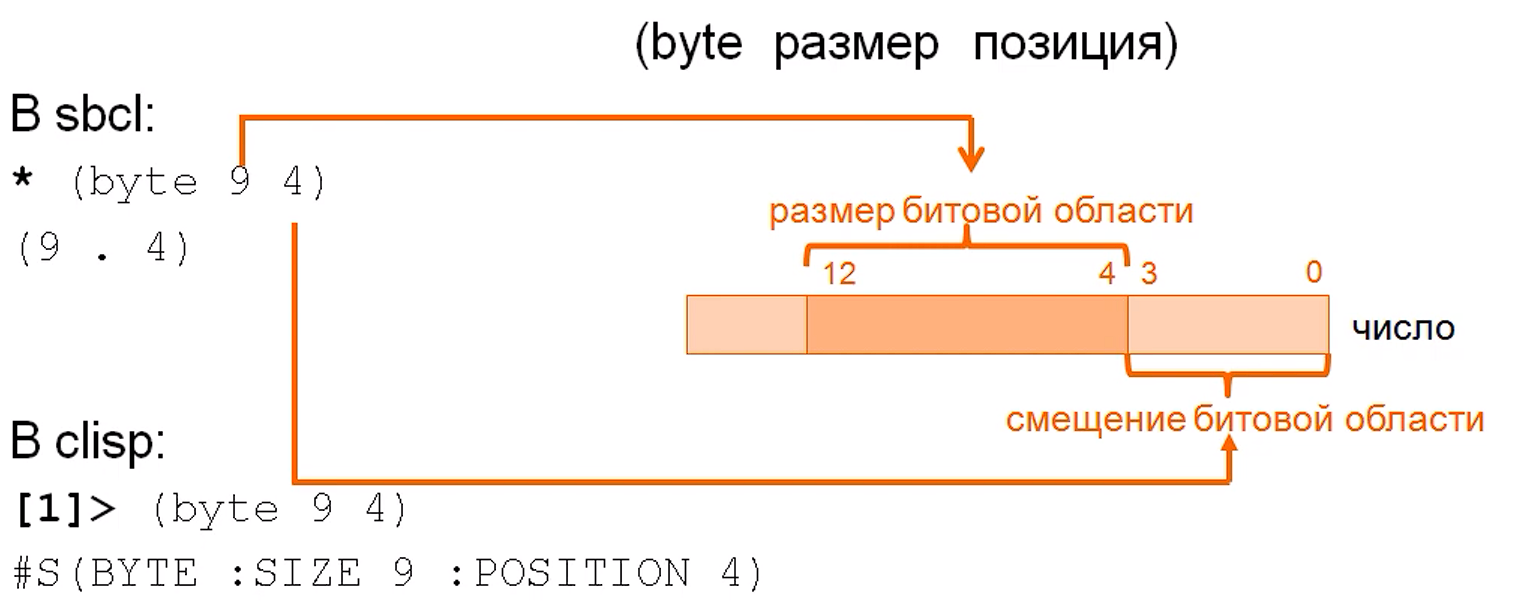 (byte размер позиция)
В sbcl:
* (byte 9 4)
(9 . 4)
размер битовой области
12 4 3 0
число
смещение битовой области
В clisp:
[1]> (byte 9 4)
#S(BYTE :SIZE 9 :POSITION 4)